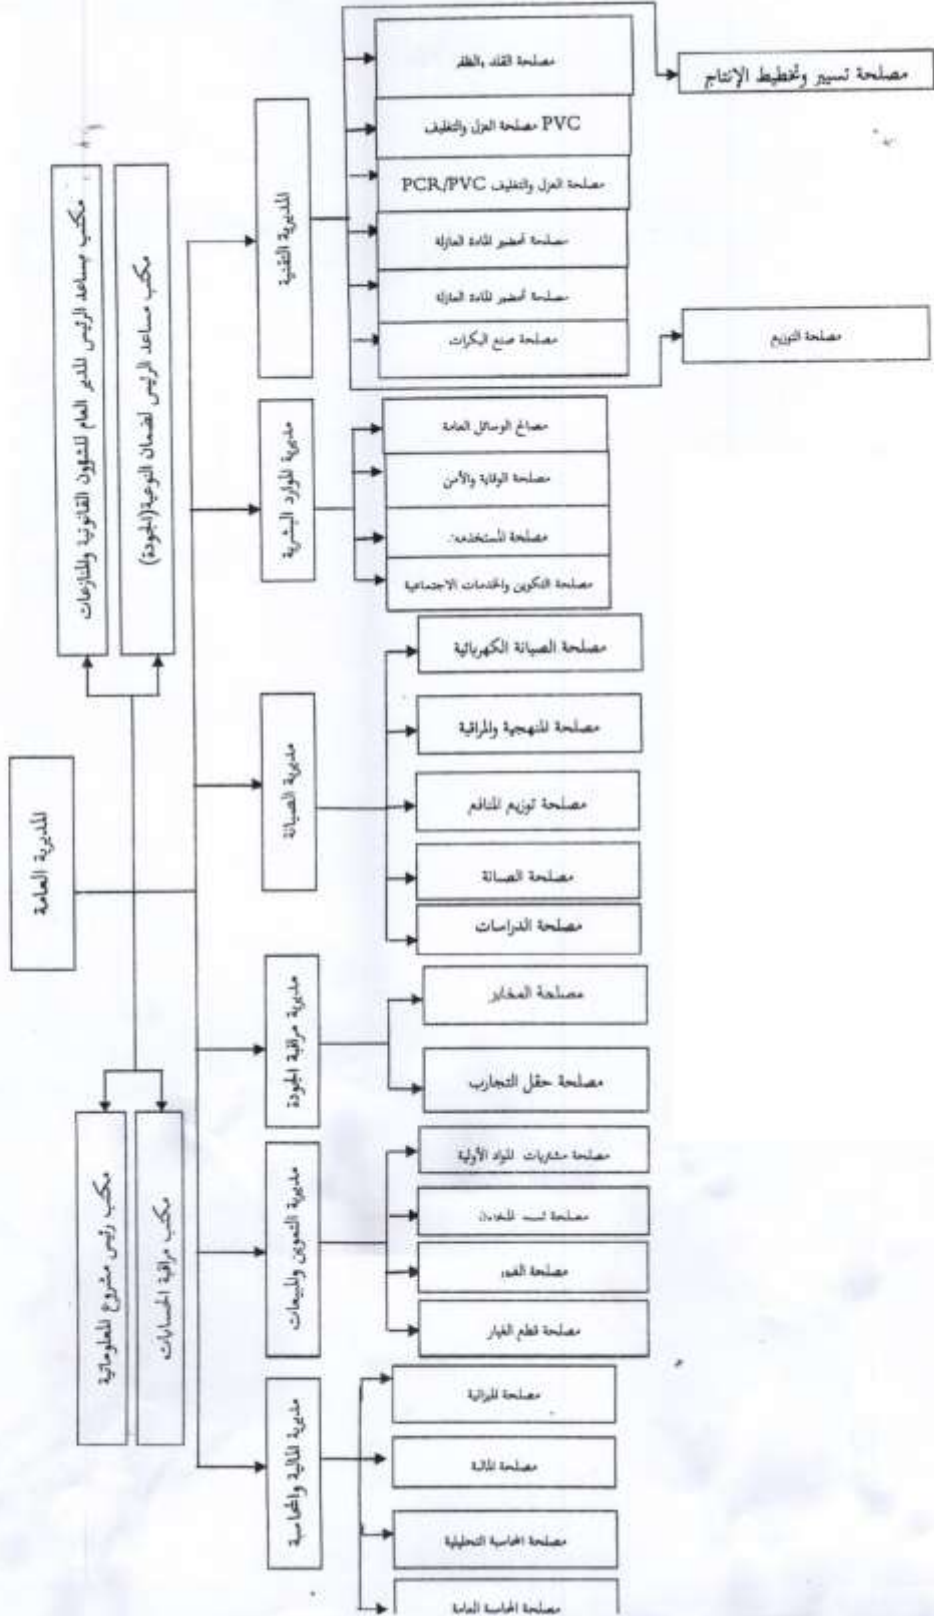 المديرية العامة
مكتب مساعد الرئيس المدير العام للشؤون القانونية والمنازعات
مكتب مساعد الرئيس لضمان النوعية(الجودة)
مكتب رئيس مشروع المعلوماتية
مكتب مراقبة الحسابات
المديرية التقنية
مصلحة القلد والظفر
PVC مصلحة العزل والتغليف
مصلحة العزل والتغليف PCR/PVC
مصلحة تحضير المادة العازلة
مصلحة تحضير المادة العازلة
مصلحة صنع البكرات
مصلحة تسيير وتخطيط الإنتاج
مصلحة التوزيع
مديرية الموارد البشرية
مصالح الوسائل العامة
مصلحة الوقاية والأمن
مصلحة
مصلحة التكوين والخدمات الاجتماعية
مديرية الصيانة
مصلحة الصيانة الكهربائية
مصلحة المنهجية والمراقبة
مصلحة توزيع المنافع
مصلحة الصيانة
مصلحة الدراسات
مديرية مراقبة الجودة
مصلحة المخابر
مصلحة حقل التجارب
مديرية التموين والمبيعات
مصلحة مشتريات المواد الأولية
مصلحة
مصلحة
مصلحة قطع الغيار
مديرية المالية والمحاسبة
مصلحة الميزانية
مصلحة المالية
مصلحة المحاسبة التحليلية
مصلحة المحاسبة العامة